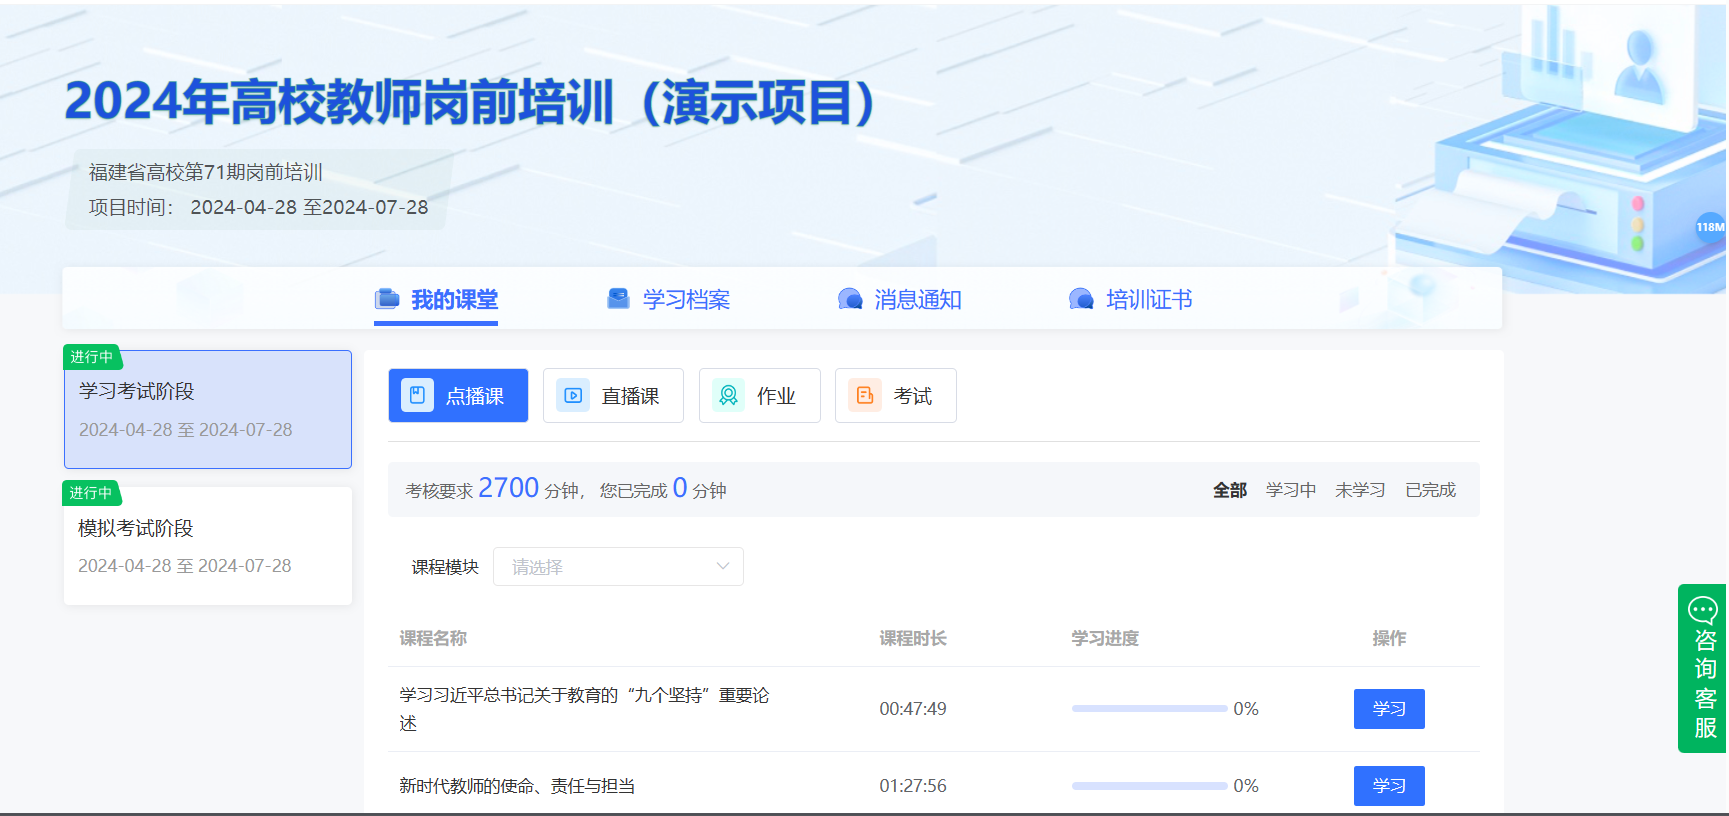 2024年高校教师岗前培训（演示项目）
福建省高校第71期岗前培训
项目时间： 2024-04-28 至2024-07-28
118M
我的课堂 学习档案 消息通知 培训证书
进行中
学习考试阶段
2024-04-28 至 2024-07-28
进行中
模拟考试阶段
2024-04-28 至 2024-07-28
点播课 直播课 作业 考试
考核要求 2700 分钟， 您已完成 0 分钟
全部 学习中 未学习 已完成
课程模块 请选择
课程名称 课程时长 学习进度 操作
学习习近平总书记关于教育的“九个坚持”重要论
述
00:47:49 0% 学习
新时代教师的使命、责任与担当 01:27:56 0% 学习
咨
询
客
服